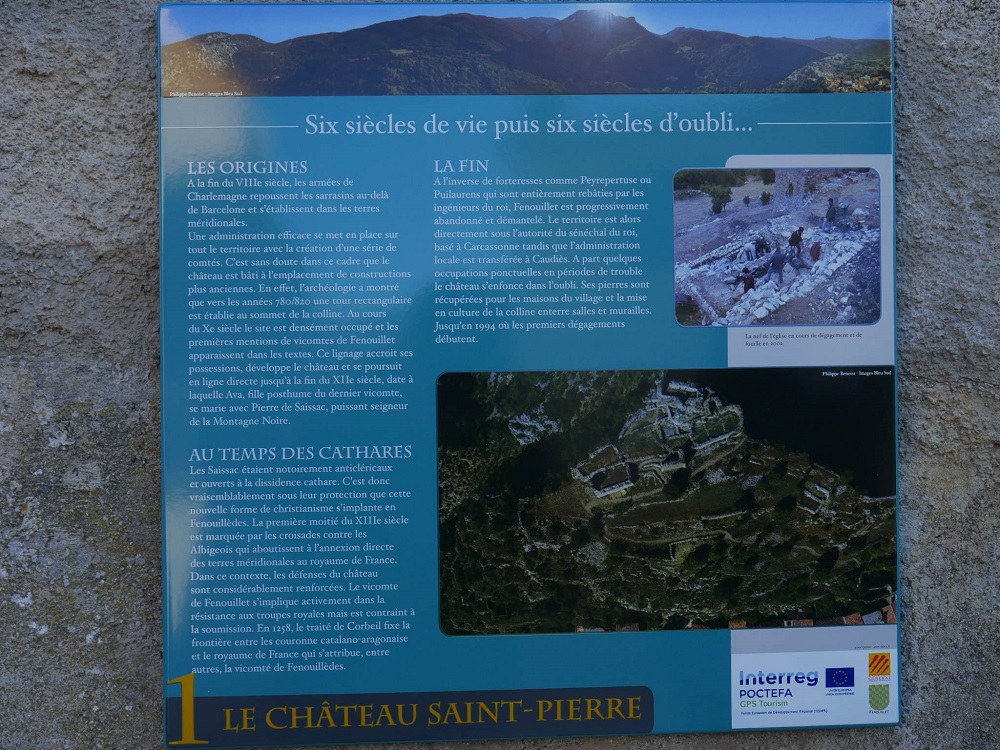 Philippe Benoist - Images Bleu Sud
Six siècles de vie puis six siècles d'oubli...
LES ORIGINES
A la fin du VIIIe siècle, les armées de
Charlemagne repoussent les sarrasins au-delà
de Barcelone et s'établissent dans les terres
méridionales.
Une administration efficace se met en place sur
tout le territoire avec la création d'une série de
comtés. C'est sans doute dans ce cadre que le
château est bâti à l'emplacement de constructions
plus anciennes. En effet, l'archéologie a montré
que vers les années 780/820 une tour rectangulaire
est établie au sommet de la colline. Au cours
du Xe siècle le site est densément occupé et les
premières mentions de vicomtes de Fenouillet
apparaissent dans les textes. Ce lignage accroit ses
possessions, développe le château et se poursuit
en ligne directe jusqu'à la fin du XIIe siècle, date à
laquelle Ava, fille posthume du dernier vicomte,
se marie avec Pierre de Saissac, puissant seigneur
de la Montagne Noire.
AU TEMPS DES CATHARES
Les Saissac étaient notoirement anticléricaux
et ouverts à la dissidence cathare. C'est donc
vraisemblablement sous leur protection que cette
nouvelle forme de christianisme s'implante en
Fenouillèdes. La première moitié du XIIIe siècle
est marquée par les croisades contre les
Albigeois qui aboutissent à l'annexion directe
des terres méridionales au royaume de France.
Dans ce contexte, les défenses du château
sont considérablement renforcées. Le vicomte
de Fenouillet s'implique activement dans la
résistance aux troupes royales mais est contraint à
la soumission. En 1258, le traité de Corbeil fixe la
frontière entre les couronne catalano-aragonaise
et le royaume de France qui s'attribue, entre
autres, la vicomté de Fenouillèdes.
LA FIN
A l'inverse de forteresses comme Peyrepertuse ou
Puilaurens qui sont entièrement rebâties par les
ingénieurs du roi, Fenouillet est progressivement
abandonné et démantelé. Le territoire est alors
directement sous l'autorité du sénéchal du roi,
basé à Carcassonne tandis que l'administration
locale est transférée à Caudiès. A part quelques
occupations ponctuelles en périodes de trouble
le château s'enfonce dans l'oubli. Ses pierres sont
récupérées pour les maisons du village et la mise
en culture de la colline enterre salles et murailles.
Jusqu'en 1994 où les premiers dégagements
débutent.
La nef de l'église en cours de dégagement et de
fouille en 2002
Philippe Benoist - Images Bleu Sud
1 LE CHÂTEAU SAINT-PIERRE
Interreg
POCTEFA
GPS Tourism
UNION EUROPÉENNE
UNIÓN EUROPEA
Fonds Européen de Développement Régional (FEDER)
Fenouillet